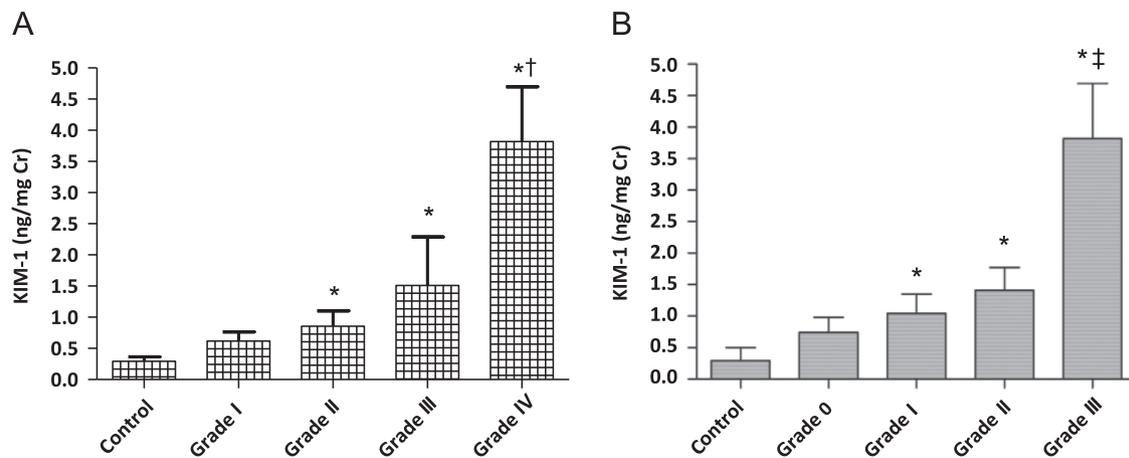 A
KIM-1 (ng/mg Cr)
5.0
4.5
4.0
3.5
3.0
2.5
2.0
1.5
1.0
0.5
0.0
*
*
*†
Control
Grade I
Grade II
Grade III
Grade IV
B
KIM-1 (ng/mg Cr)
5.0
4.5
4.0
3.5
3.0
2.5
2.0
1.5
1.0
0.5
0.0
*
*
*‡
Control
Grade 0
Grade I
Grade II
Grade III